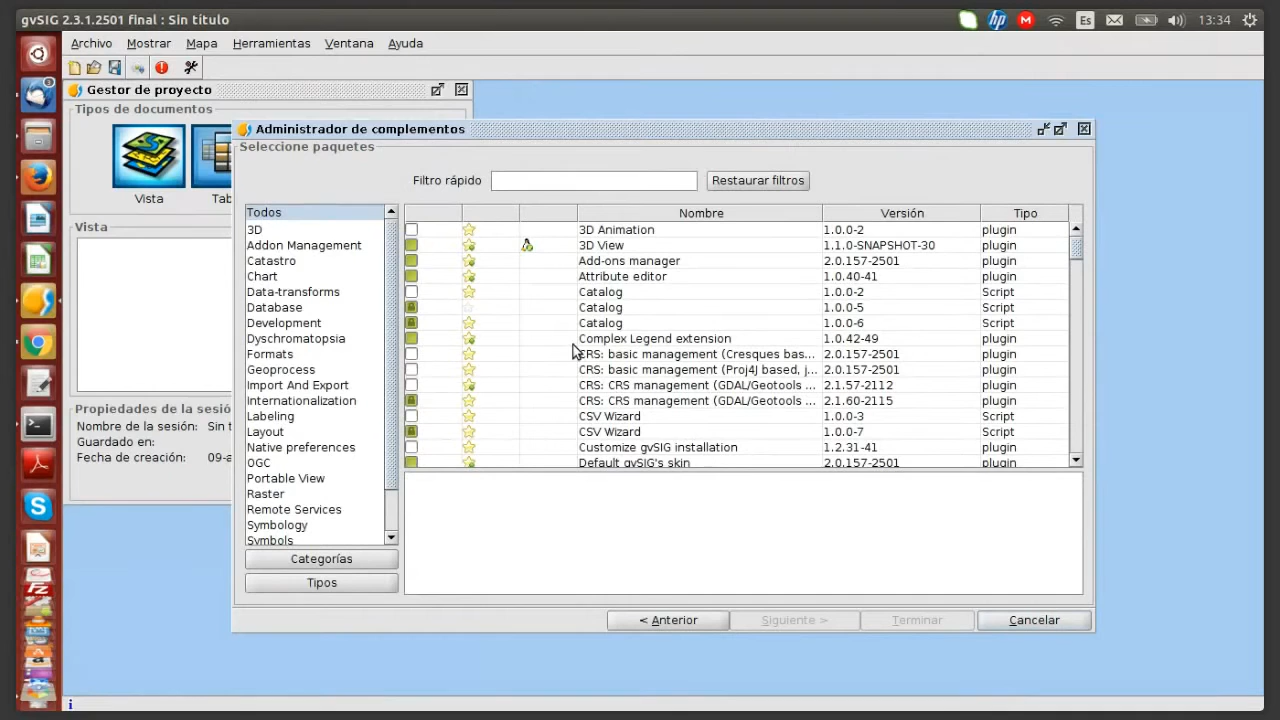 gvSIG 2.3.1.2501 final : Sin título
Es
13:34
Archivo Mostrar Mapa Herramientas Ventana Ayuda
Gestor de proyecto
Tipos de documentos
Vista
Tab
Vista
Propiedades de la sesió
Nombre de la sesión: Sin t
Guardado en:
Fecha de creación: 09-a
Administrador de complementos
Seleccione paquetes
Filtro rápido
Restaurar filtros
Todos
3D
Addon Management
Catastro
Chart
Data-transforms
Database
Development
Dyschromatopsia
Formats
Geoprocess
Import And Export
Internationalization
Labeling
Layout
Native preferences
OGC
Portable View
Raster
Remote Services
Symbology
Symbols
Categorías
Tipos
Nombre Versión Tipo
3D Animation 1.0.0-2 plugin
3D View 1.1.0-SNAPSHOT-30 plugin
Add-ons manager 2.0.157-2501 plugin
Attribute editor 1.0.40-41 plugin
Catalog 1.0.0-2 Script
Catalog 1.0.0-5 Script
Catalog 1.0.0-6 Script
Complex Legend extension 1.0.42-49 plugin
CRS: basic management (Cresques bas... 2.0.157-2501 plugin
CRS: basic management (Proj4J based, j... 2.0.157-2501 plugin
CRS: CRS management (GDAL/Geotools ... 2.1.57-2112 plugin
CRS: CRS management (GDAL/Geotools ... 2.1.60-2115 plugin
CSV Wizard 1.0.0-3 Script
CSV Wizard 1.0.0-7 Script
Customize gvSIG installation 1.2.31-41 plugin
Default gvSIG's skin 2.0.157-2501 plugin
< Anterior
Siguiente >
Terminar
Cancelar